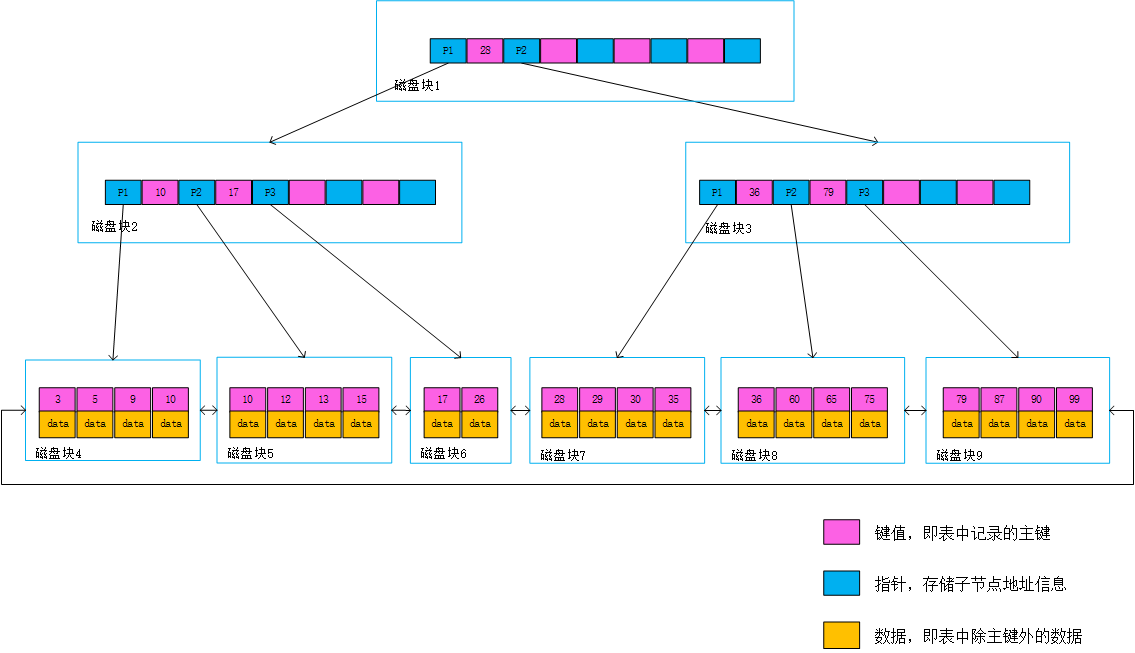 P1 28 P2
磁盘块1
P1 10 P2 17 P3
磁盘块2
P1 36 P2 79 P3
磁盘块3
3 5 9 10
data data data data
磁盘块4
10 12 13 15
data data data data
磁盘块5
17 26
data data
磁盘块6
28 29 30 35
data data data data
磁盘块7
36 60 65 75
data data data data
磁盘块8
79 87 90 99
data data data data
磁盘块9
键值，即表中记录的主键
指针，存储子节点地址信息
数据，即表中除主键外的数据